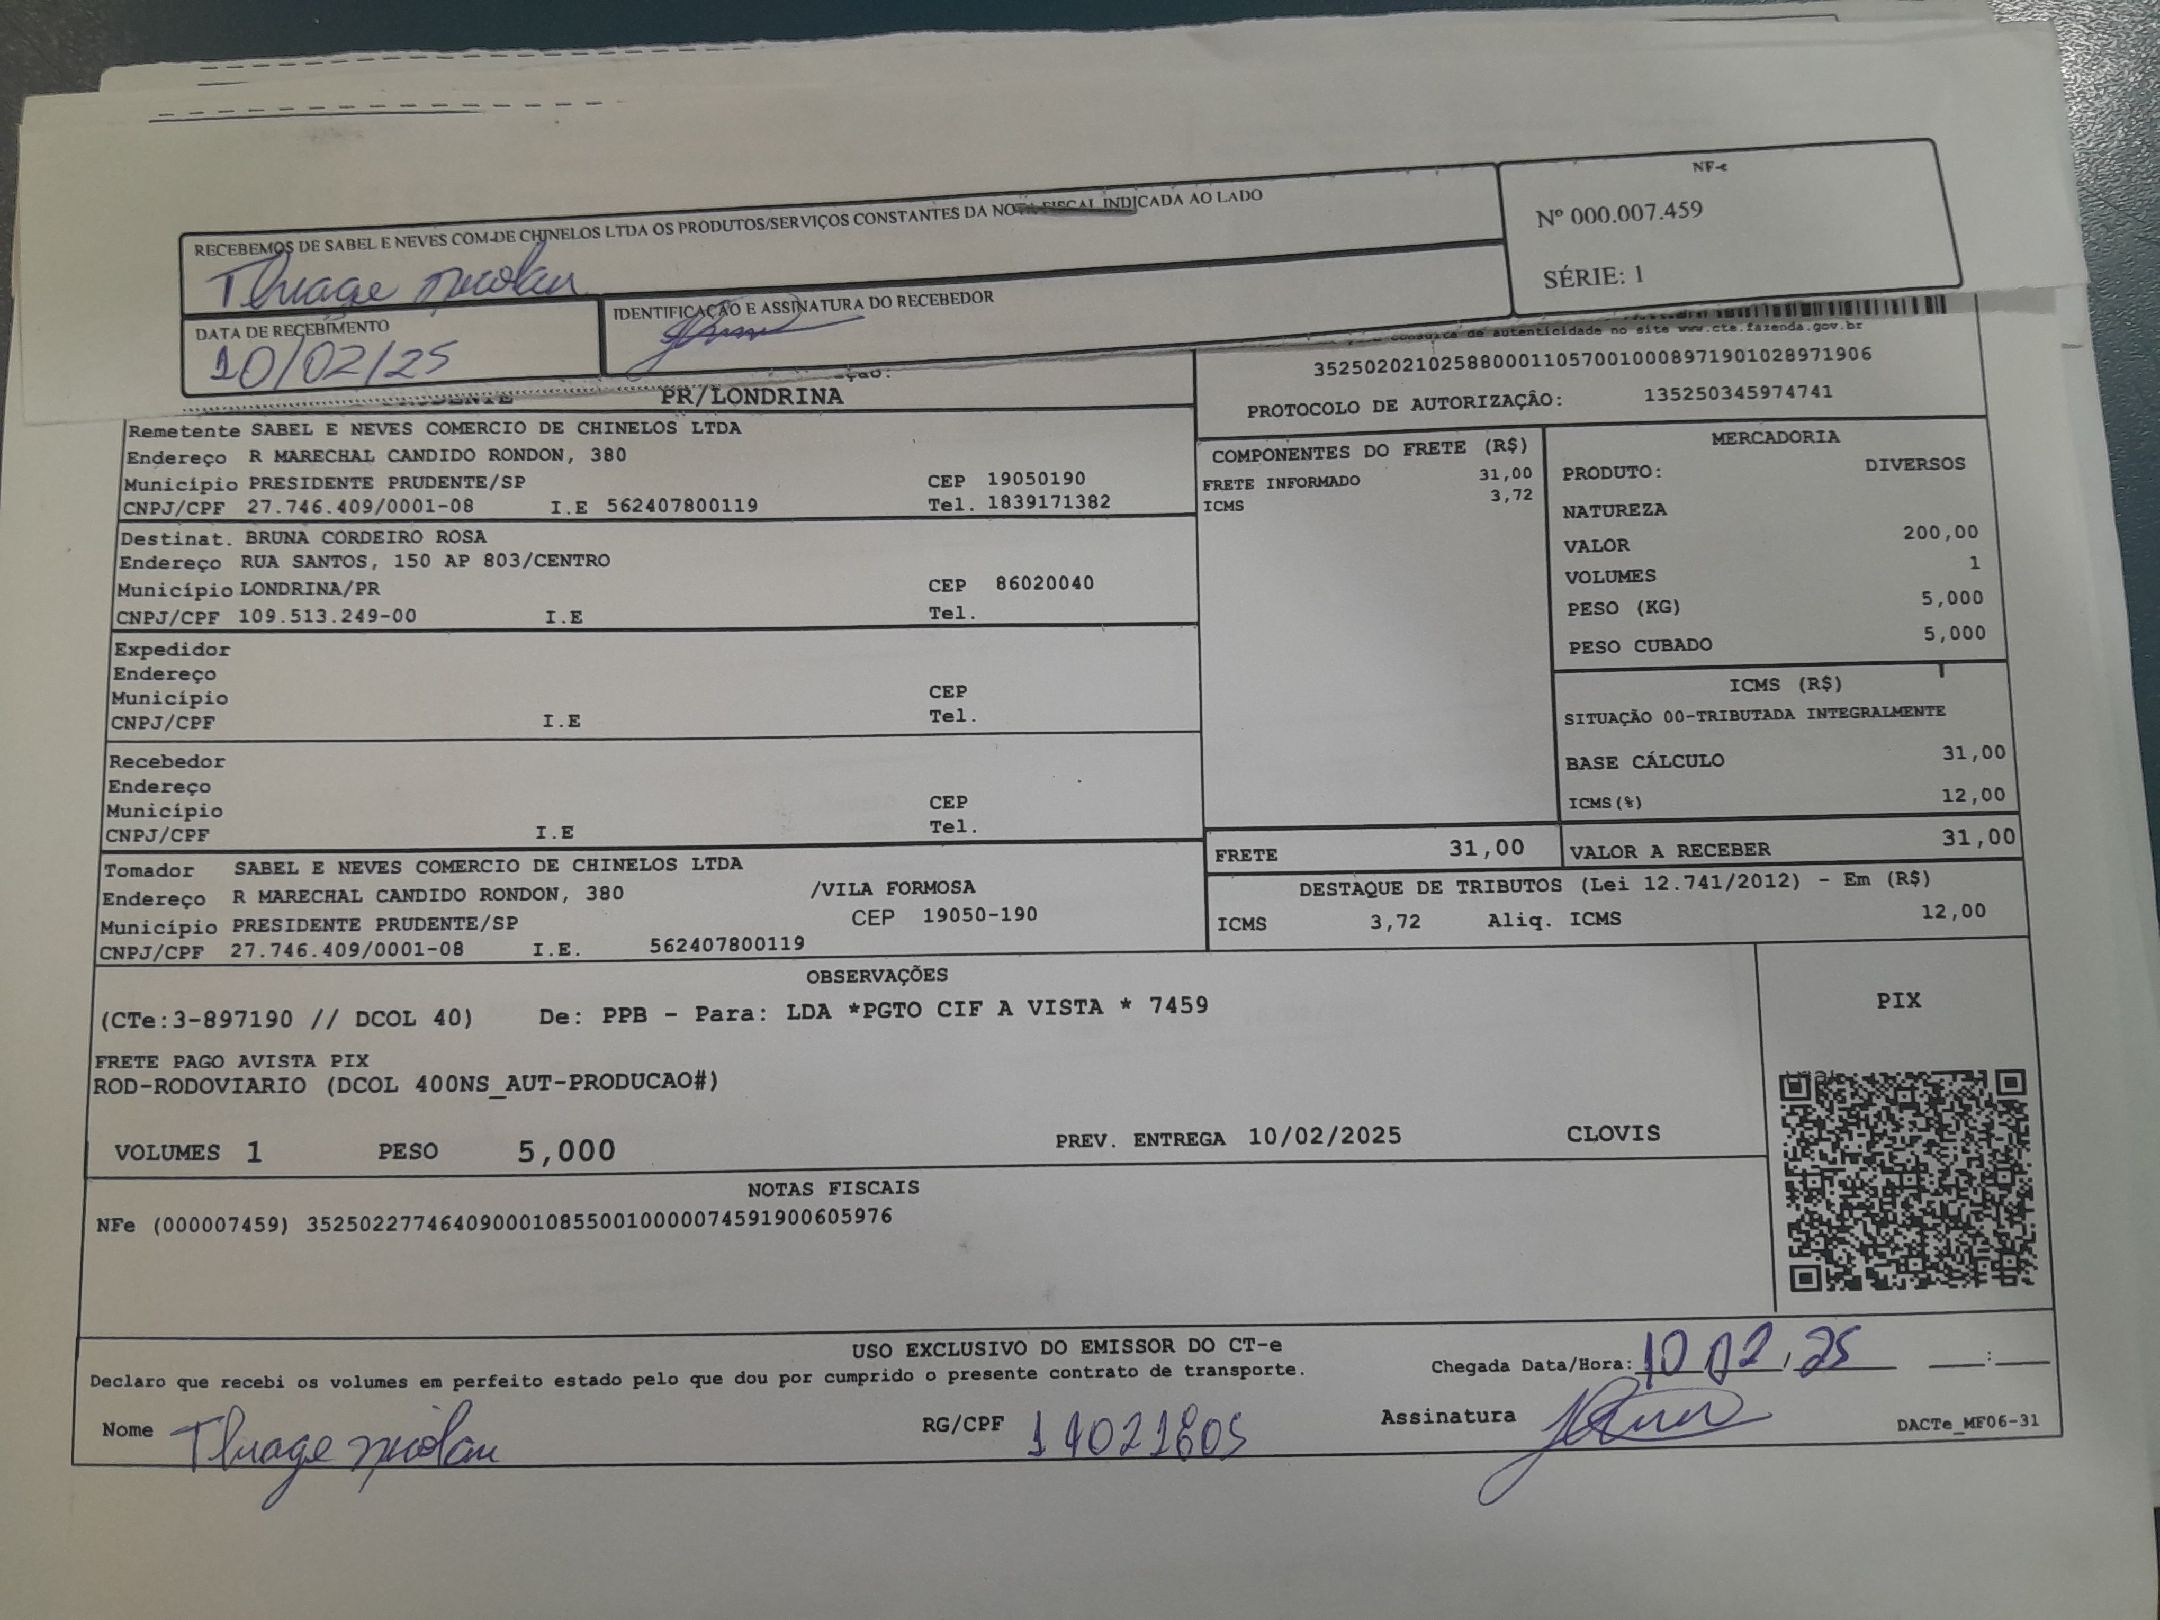 RECEBEMOS DE SABEL E NEVES COM.DE CHINELOS LTDA OS PRODUTOS/SERVIÇOS CONSTANTES DA NOTA FISCAL INDICADA AO LADO
Thiago Nicolau
DATA DE RECEBIMENTO
10/02/25
IDENTIFICAÇÃO E ASSINATURA DO RECEBEDOR
NF-e
Nº 000.007.459
SÉRIE: 1
consulta de autenticidade no site www.cte.fazenda.gov.br
35250202102588000110570010008971901028971906
PROTOCOLO DE AUTORIZAÇÃO: 135250345974741
PRUDENTE PR/LONDRINA
Remetente SABEL E NEVES COMERCIO DE CHINELOS LTDA
Endereço R MARECHAL CANDIDO RONDON, 380
Município PRESIDENTE PRUDENTE/SP CEP 19050190
CNPJ/CPF 27.746.409/0001-08 I.E 562407800119 Tel. 1839171382
Destinat. BRUNA CORDEIRO ROSA
Endereço RUA SANTOS, 150 AP 803/CENTRO
Município LONDRINA/PR CEP 86020040
CNPJ/CPF 109.513.249-00 I.E Tel.
Expedidor
Endereço
Município CEP
CNPJ/CPF I.E Tel.
Recebedor
Endereço
Município CEP
CNPJ/CPF I.E Tel.
Tomador SABEL E NEVES COMERCIO DE CHINELOS LTDA
Endereço R MARECHAL CANDIDO RONDON, 380 /VILA FORMOSA
Município PRESIDENTE PRUDENTE/SP CEP 19050-190
CNPJ/CPF 27.746.409/0001-08 I.E. 562407800119
COMPONENTES DO FRETE (R$)
FRETE INFORMADO 31,00
ICMS 3,72
MERCADORIA
PRODUTO: DIVERSOS
NATUREZA
VALOR 200,00
VOLUMES 1
PESO (KG) 5,000
PESO CUBADO 5,000
ICMS (R$)
SITUAÇÃO 00-TRIBUTADA INTEGRALMENTE
BASE CÁLCULO 31,00
ICMS(%) 12,00
FRETE 31,00 VALOR A RECEBER 31,00
DESTAQUE DE TRIBUTOS (Lei 12.741/2012) - Em (R$)
ICMS 3,72 Aliq. ICMS 12,00
OBSERVAÇÕES
(CTe:3-897190 // DCOL 40) De: PPB - Para: LDA *PGTO CIF A VISTA * 7459
FRETE PAGO AVISTA PIX
ROD-RODOVIARIO (DCOL 400NS_AUT-PRODUCAO#)
VOLUMES 1 PESO 5,000 PREV. ENTREGA 10/02/2025 CLOVIS
PIX
NOTAS FISCAIS
NFe (000007459) 35250227746409000108550010000074591900605976
USO EXCLUSIVO DO EMISSOR DO CT-e
Declaro que recebi os volumes em perfeito estado pelo que dou por cumprido o presente contrato de transporte.
Chegada Data/Hora: 10 02, 25 :
Nome Thiago Nicolau RG/CPF 14021805 Assinatura
DACTe_MF06-31